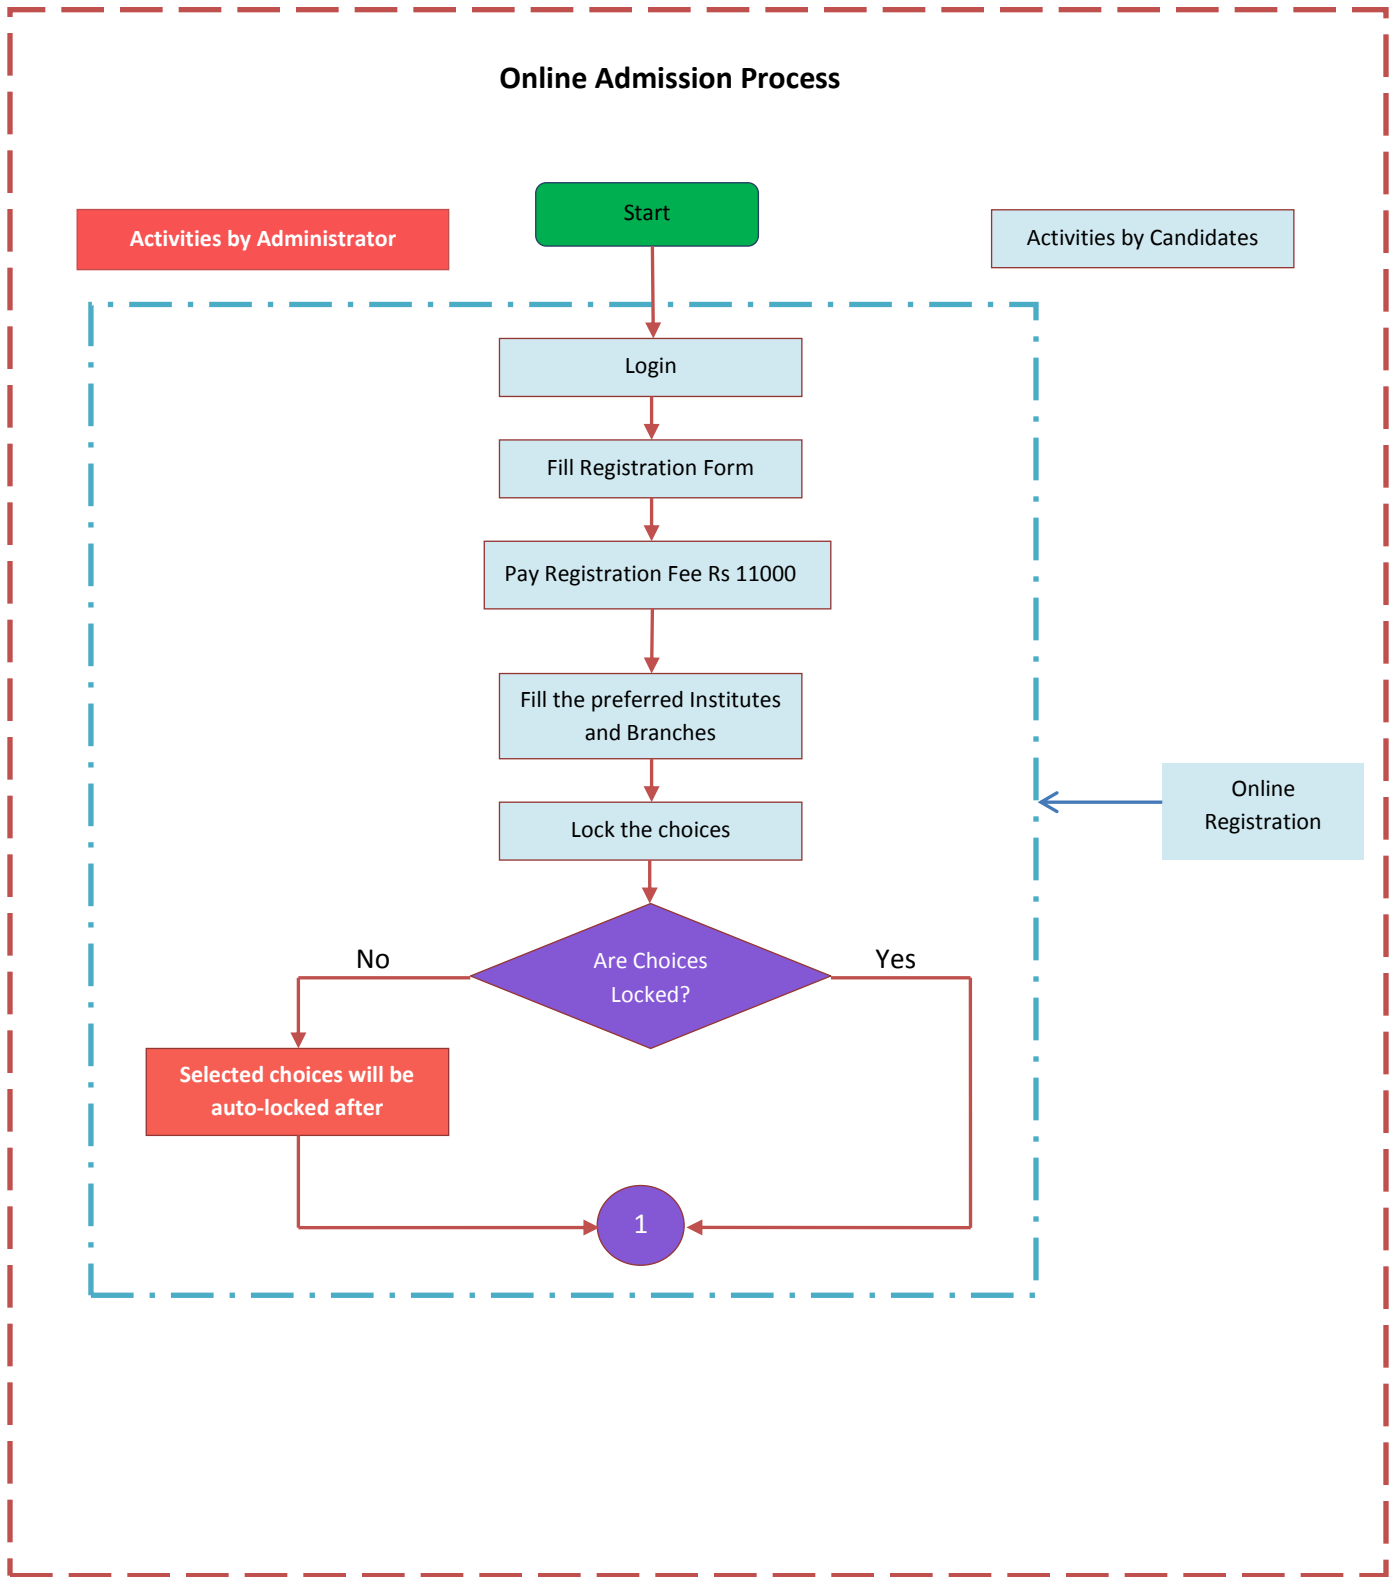 Online Admission Process
Start
Activities by Administrator
Activities by Candidates
Login
Fill Registration Form
Pay Registration Fee Rs 11000
Fill the preferred Institutes
and Branches
Online
Registration
Lock the choices
No
Are Choices
Locked?
Yes
Selected choices will be
auto-locked after
1